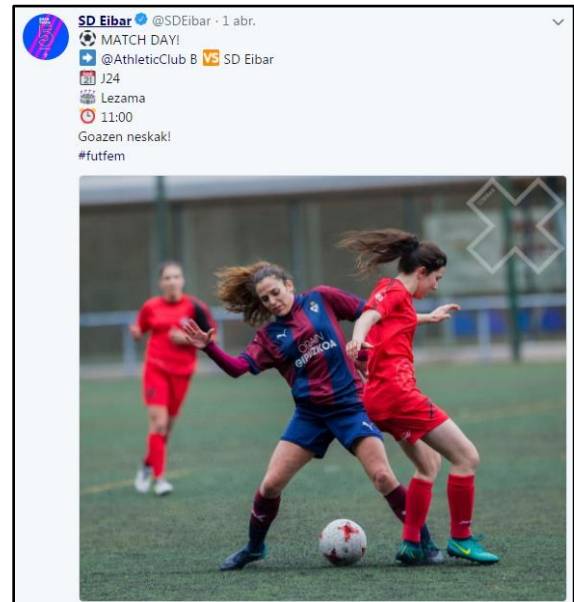 SD Eibar @SDEibar · 1 abr.
⚽ MATCH DAY!
➡ @AthleticClub B 🆚 SD Eibar
📅 J24
🏟 Lezama
⏰ 11:00
Goazen neskak!
#futfem
ORAIN
GIPUZKOA